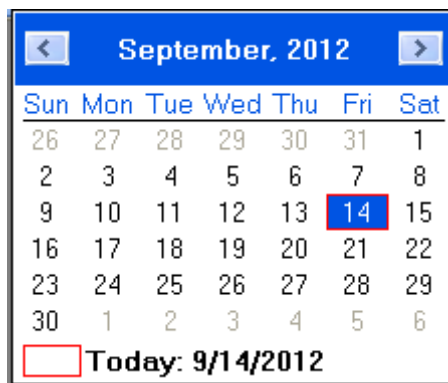 September, 2012
Sun Mon Tue Wed Thu Fri Sat
26 27 28 29 30 31 1
2 3 4 5 6 7 8
9 10 11 12 13 14 15
16 17 18 19 20 21 22
23 24 25 26 27 28 29
30 1 2 3 4 5 6
Today: 9/14/2012